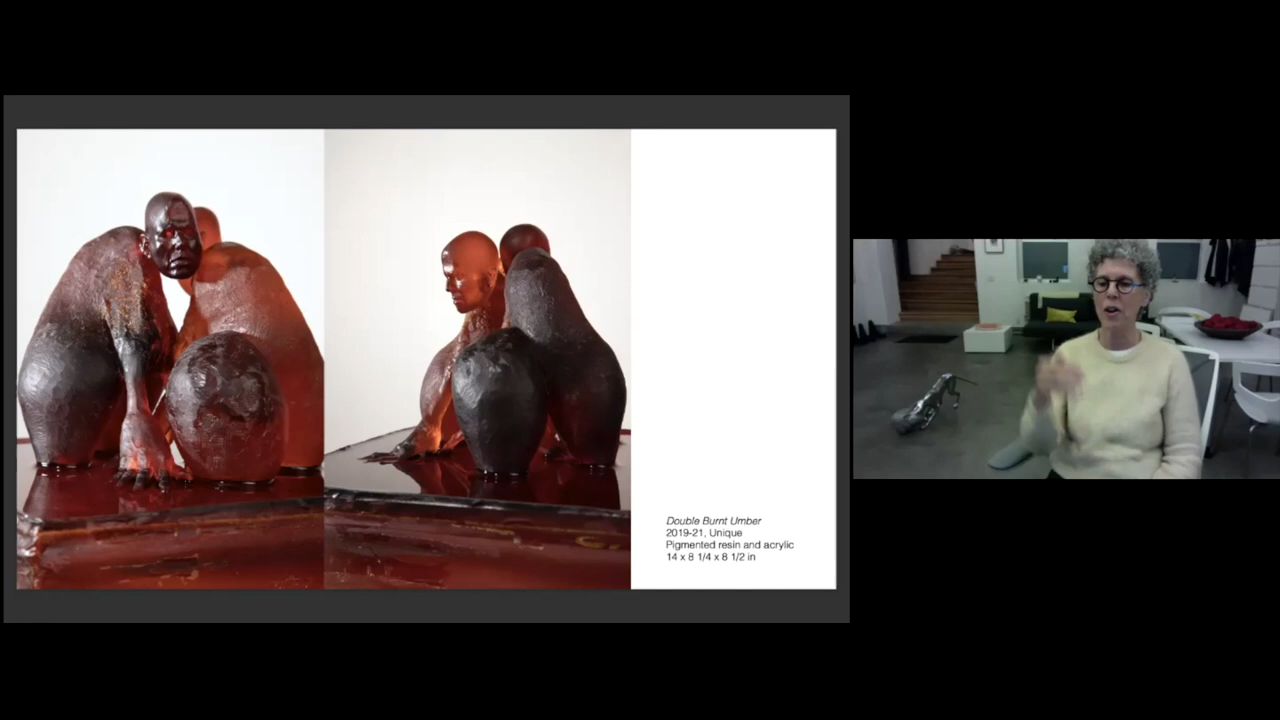 Double Burnt Umber
2019-21, Unique
Pigmented resin and acrylic
14 x 8 1/4 x 8 1/2 in